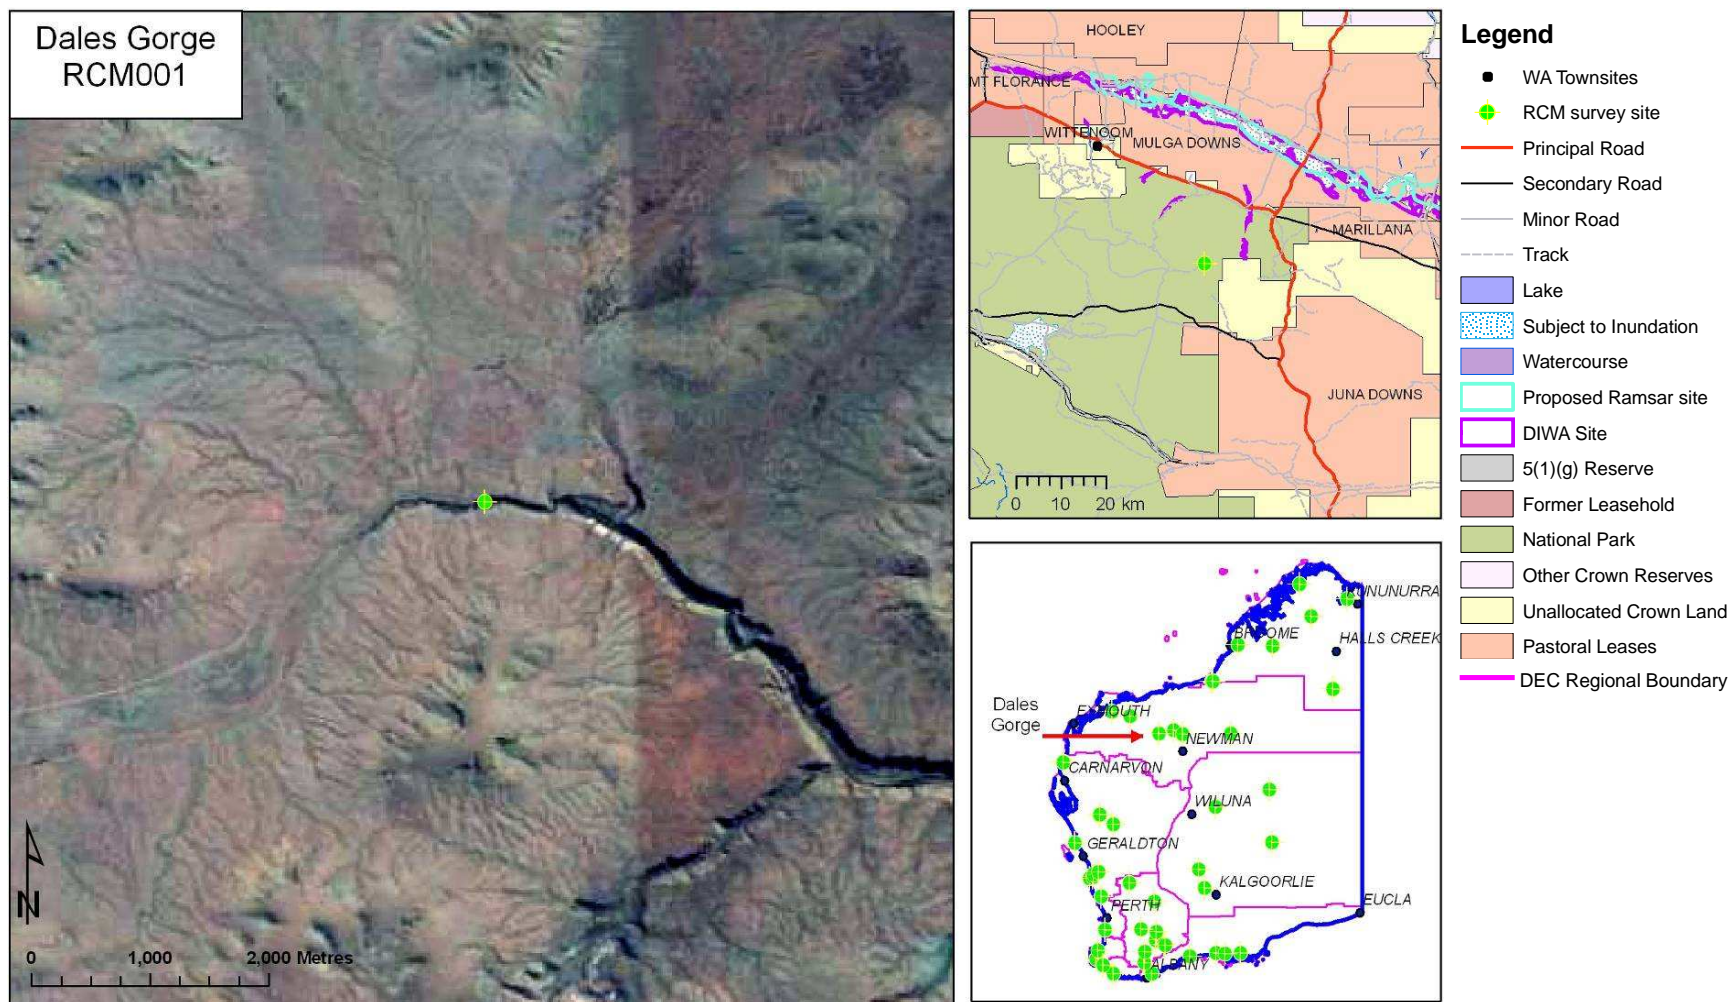 Dales Gorge
RCM001
N
0 1,000 2,000 Metres
HOOLEY
MT FLORANCE
WITTENOOM
MULGA DOWNS
MARILLANA
JUNA DOWNS
0 10 20 km
KUNUNURRA
BROOME
HALLS CREEK
Dales
Gorge
EXMOUTH
NEWMAN
CARNARVON
WILUNA
GERALDTON
KALGOORLIE
PERTH
EUCLA
ALBANY
Legend
WA Townsites
RCM survey site
Principal Road
Secondary Road
Minor Road
Track
Lake
Subject to Inundation
Watercourse
Proposed Ramsar site
DIWA Site
5(1)(g) Reserve
Former Leasehold
National Park
Other Crown Reserves
Unallocated Crown Land
Pastoral Leases
DEC Regional Boundary